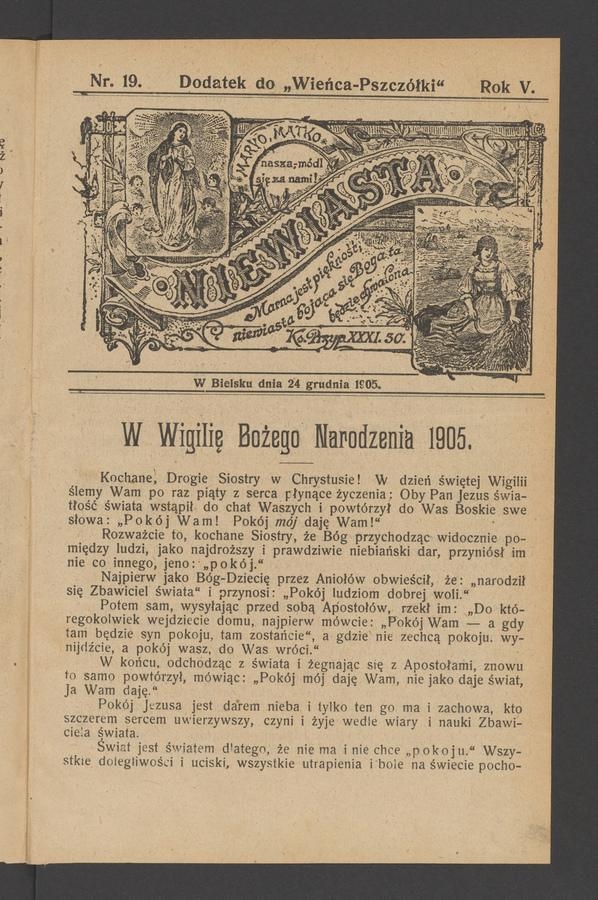 Nr. 19. Dodatek do „Wieńca-Pszczółki“ Rok V.
MARYO, MATKO
nasza, módl
się za nami!
NIEWIASTA
Marna jest piękność;
niewiasta bojąca się Boga ta
będzie chwalona.
Ks. Przyp. XXXI. 30.
W Bielsku dnia 24 grudnia 1905.
W Wigilię Bożego Narodzenia 1905.
Kochane, Drogie Siostry w Chrystusie! W dzień świętej Wigilii
ślemy Wam po raz piąty z serca płynące życzenia: Oby Pan Jezus świa-
tłość świata wstąpił do chat Waszych i powtórzył do Was Boskie swe
słowa: „Pokój Wam! Pokój mój daję Wam!“
Rozważcie to, kochane Siostry, że Bóg przychodząc widocznie po-
między ludzi, jako najdroższy i prawdziwie niebiański dar, przyniósł im
nie co innego, jeno: „pokój.“
Najpierw jako Bóg-Dziecię przez Aniołów obwieścił, że: „narodził
się Zbawiciel świata“ i przynosi: „Pokój ludziom dobrej woli.“
Potem sam, wysyłając przed sobą Apostołów, rzekł im: „Do któ-
regokolwiek wejdziecie domu, najpierw mówcie: „Pokój Wam — a gdy
tam będzie syn pokoju, tam zostańcie“, a gdzie nie zechcą pokoju. wy-
nijdźcie, a pokój wasz, do Was wróci.“
W końcu, odchodząc z świata i żegnając się z Apostołami, znowu
to samo powtórzył, mówiąc: „Pokój mój daję Wam, nie jako daje świat,
Ja Wam daję.“
Pokój Jezusa jest darem nieba i tylko ten go ma i zachowa, kto
szczerem sercem uwierzywszy, czyni i żyje wedle wiary i nauki Zbawi-
ciela świata.
Świat jest światem dlatego, że nie ma i nie chce „pokoju.“ Wszy-
stkie dolegliwości i uciski, wszystkie utrapienia i bole na świecie pocho-